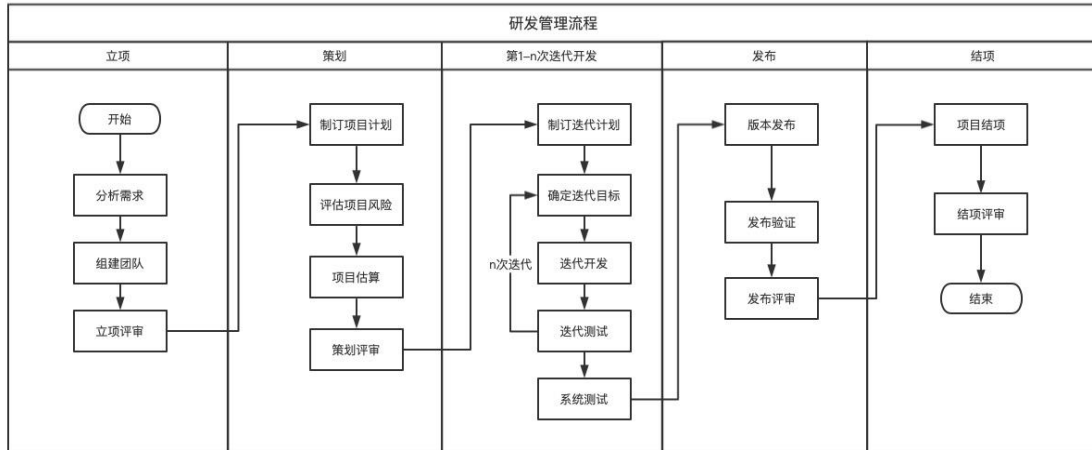 研发管理流程
立项
策划
第1–n次迭代开发
发布
结项
开始
分析需求
组建团队
立项评审
制订项目计划
评估项目风险
项目估算
策划评审
制订迭代计划
确定迭代目标
n次迭代
迭代开发
迭代测试
系统测试
版本发布
发布验证
发布评审
项目结项
结项评审
结束